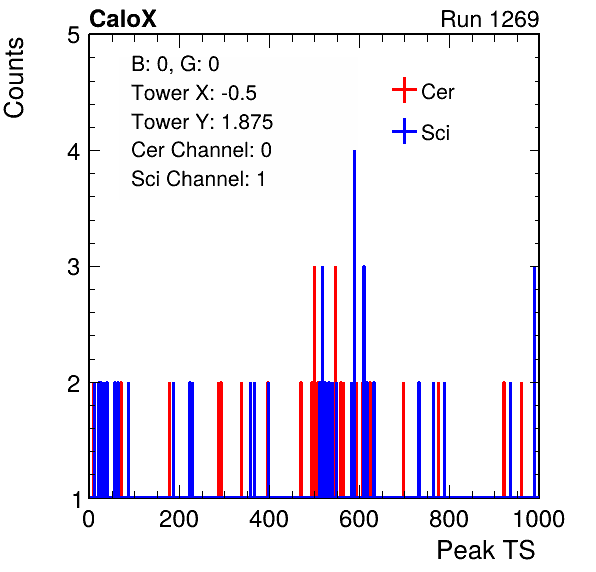 CaloX Run 1269
Counts
B: 0, G: 0
Tower X: -0.5
Tower Y: 1.875
Cer Channel: 0
Sci Channel: 1
Cer
Sci
5
4
3
2
1
0 200 400 600 800 1000
Peak TS